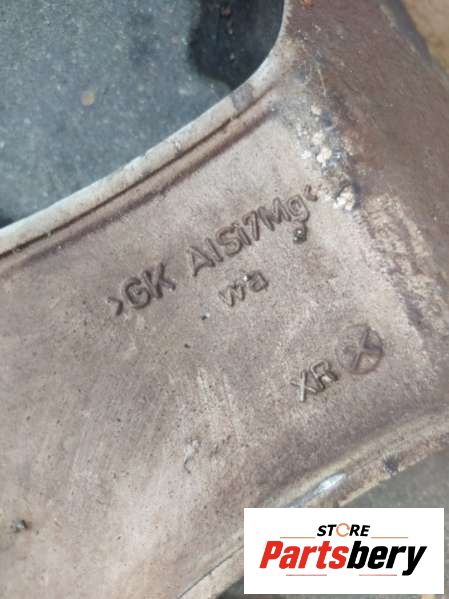 >GK AlSi7Mg<
wa
XR
STORE
Partsbery